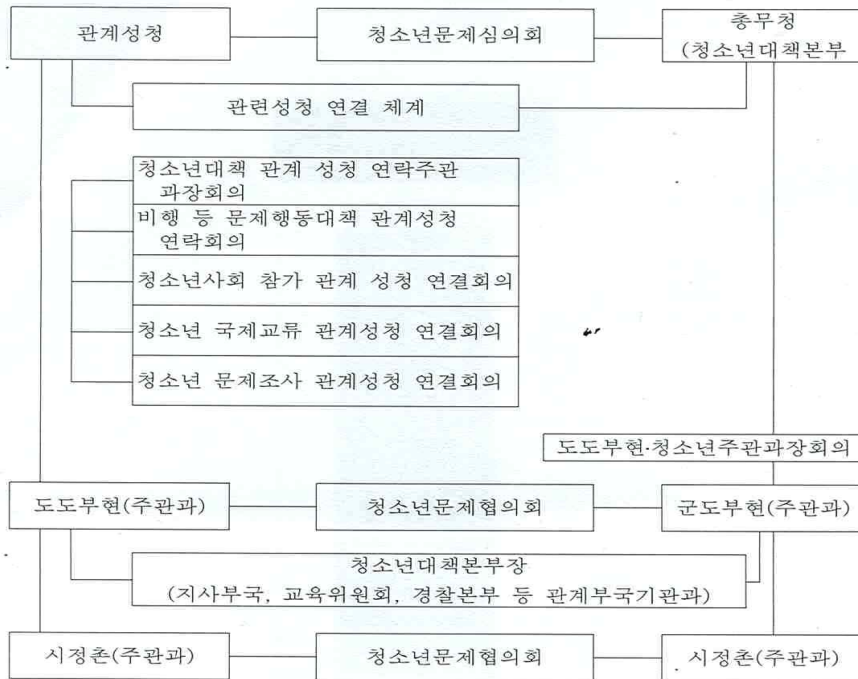 관계성청
청소년문제심의회
총무청
(청소년대책본부
관련성청 연결 체계
청소년대책 관계 성청 연락주관
과장회의
비행 등 문제행동대책 관계성청
연락회의
청소년사회 참가 관계 성청 연결회의
청소년 국제교류 관계성청 연결회의
청소년 문제조사 관계성청 연결회의
도도부현·청소년주관과장회의
도도부현(주관과)
청소년문제협의회
군도부현(주관과)
청소년대책본부장
(지사부국, 교육위원회, 경찰본부 등 관계부국기관과)
시정촌(주관과)
청소년문제협의회
시정촌(주관과)